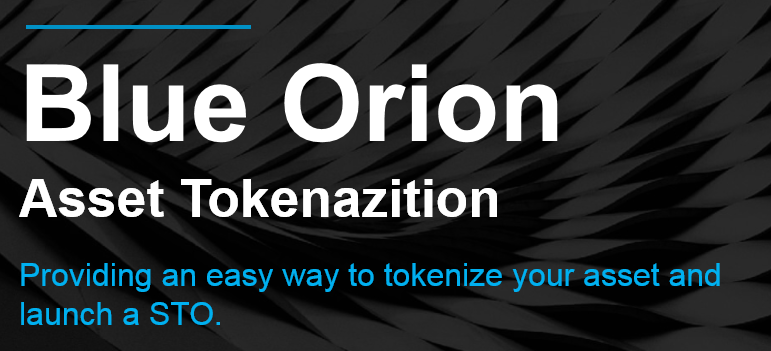 Blue Orion
Asset Tokenazition
Providing an easy way to tokenize your asset and
launch a STO.